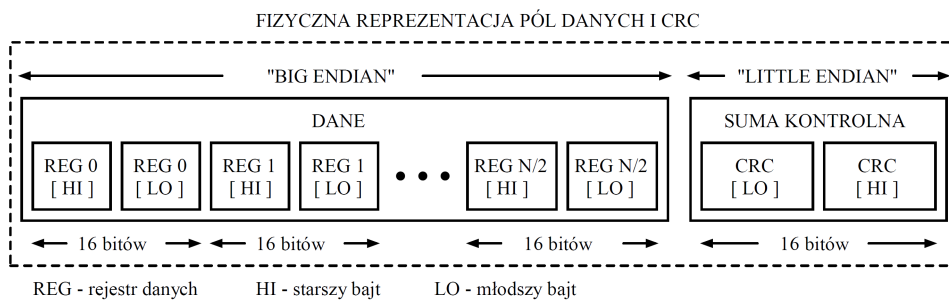 FIZYCZNA REPREZENTACJA PÓL DANYCH I CRC
"BIG ENDIAN" "LITTLE ENDIAN"
DANE SUMA KONTROLNA
REG 0 REG 0 REG 1 REG 1 REG N/2 REG N/2 CRC CRC
[ HI ] [ LO ] [ HI ] [ LO ] [ HI ] [ LO ] [ LO ] [ HI ]
16 bitów 16 bitów 16 bitów 16 bitów
REG - rejestr danych HI - starszy bajt LO - młodszy bajt